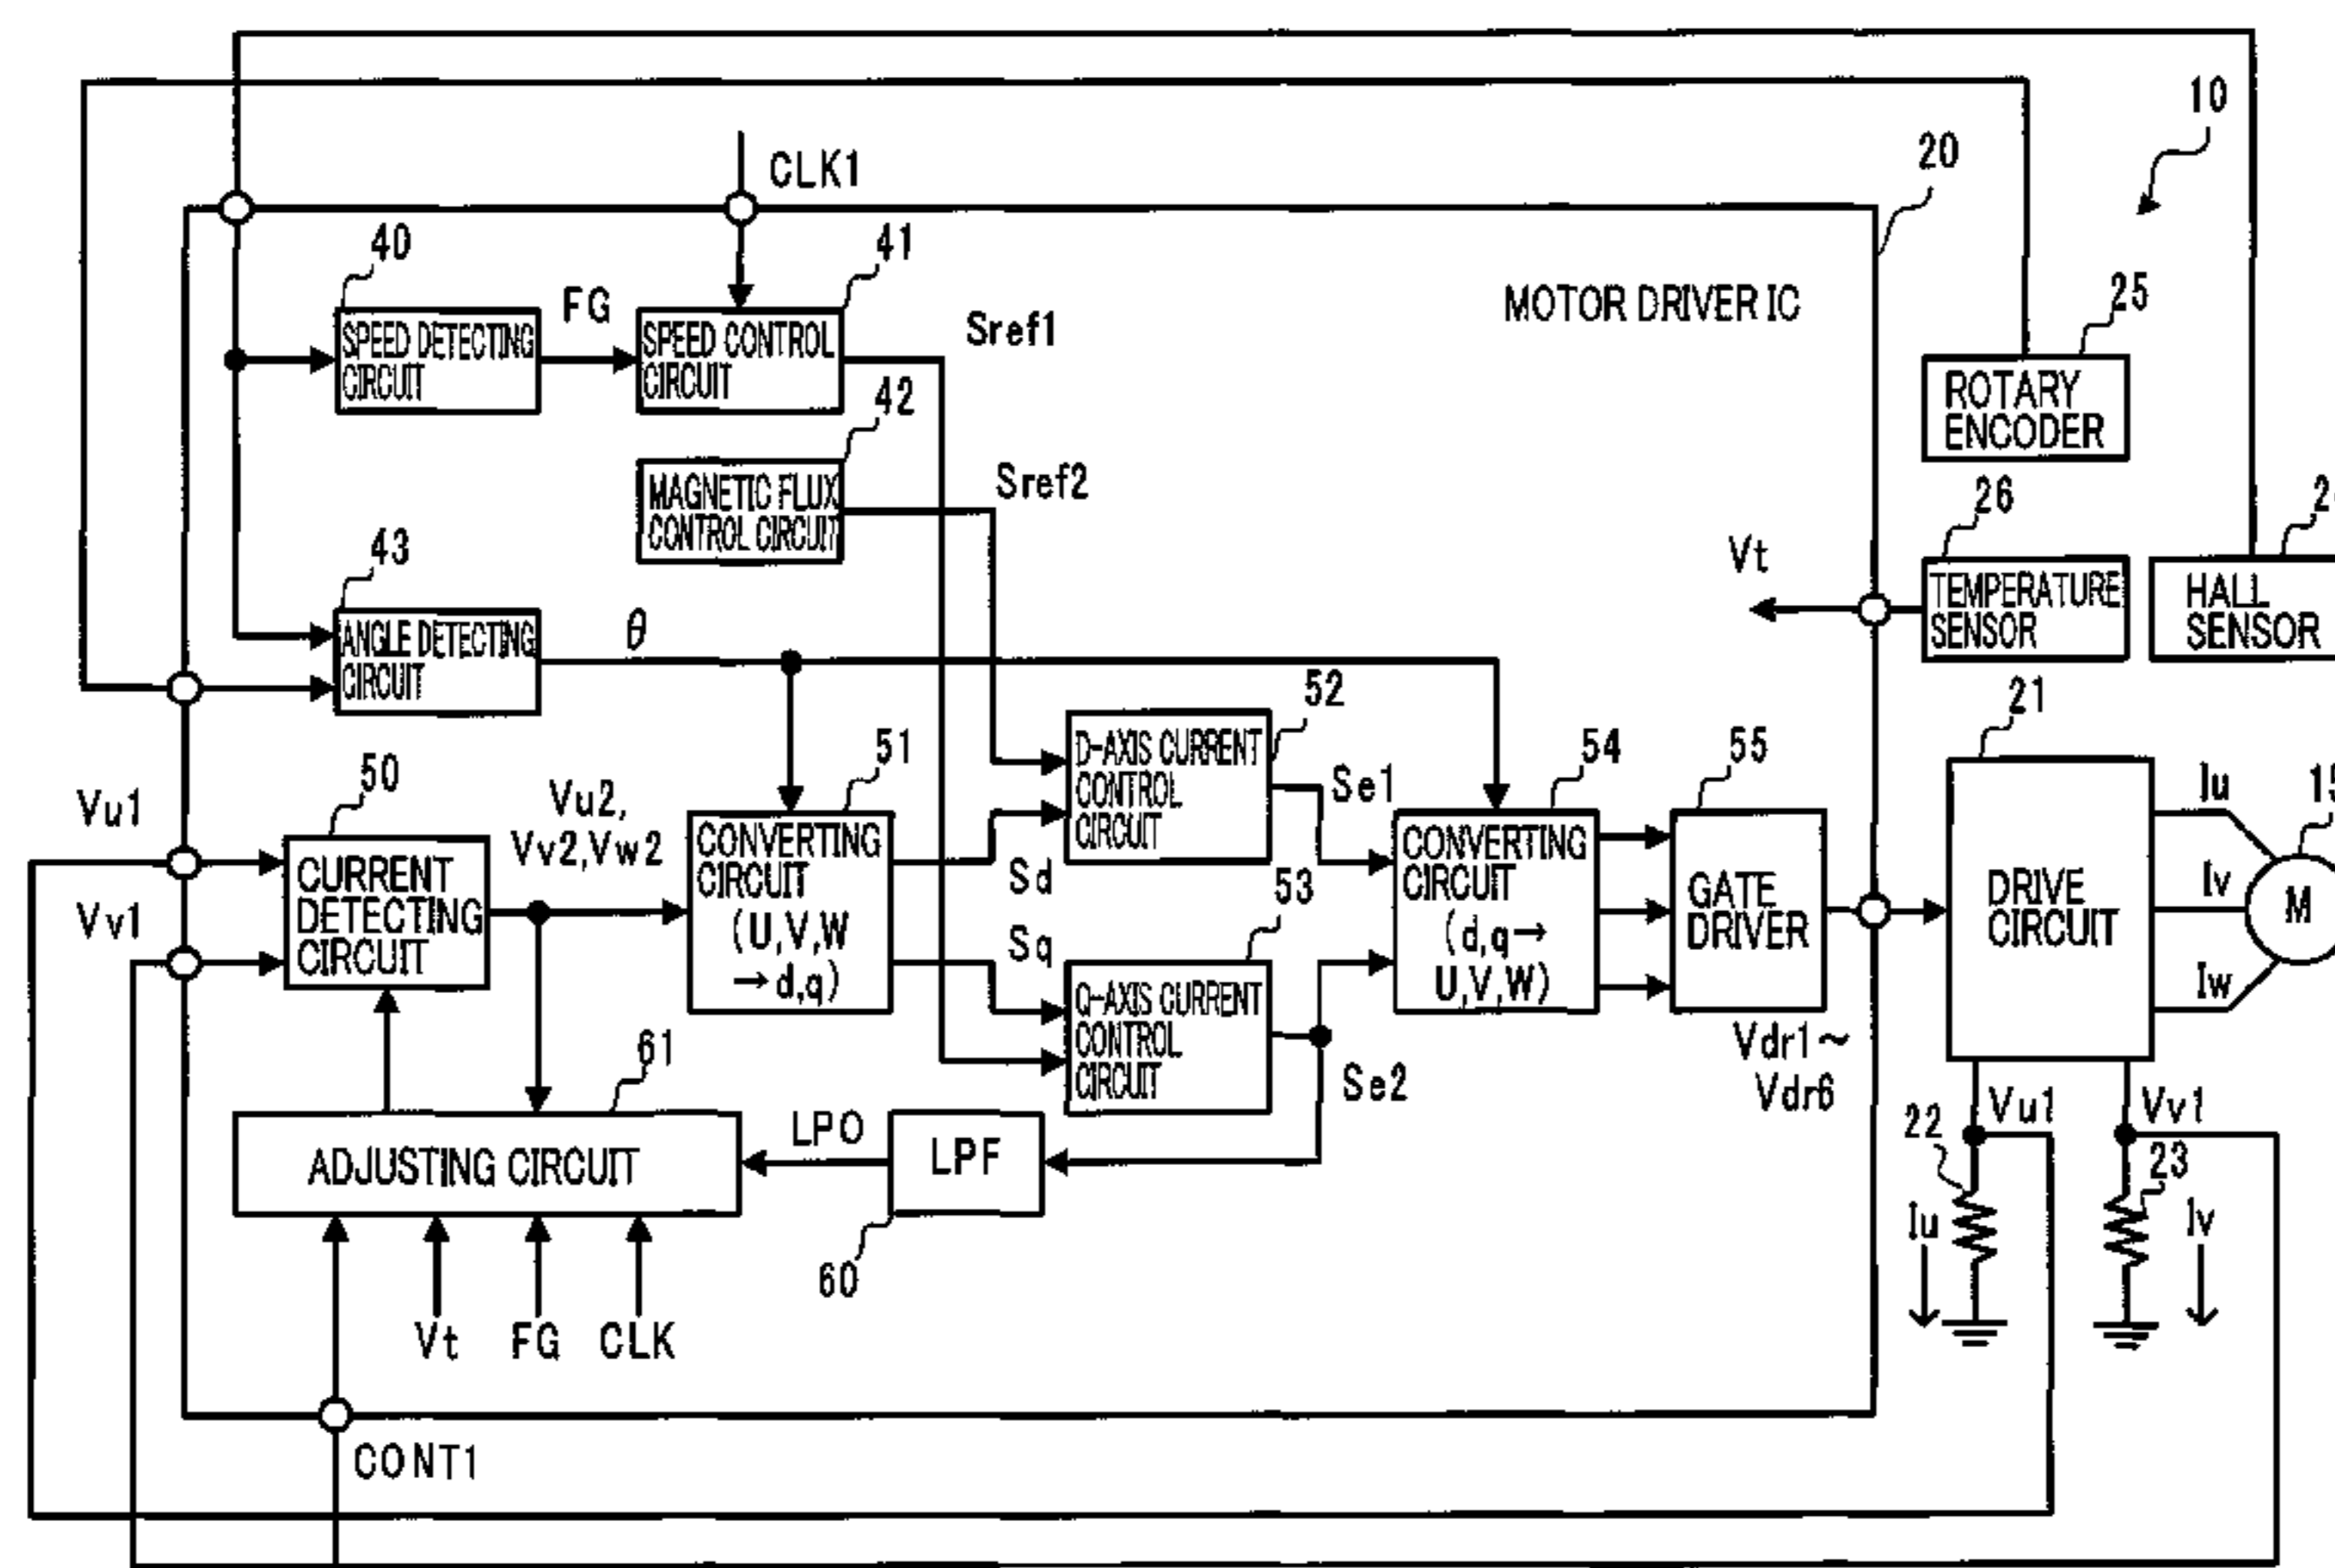 10
20
CLK1
40
41
FG
SPEED DETECTING
CIRCUIT
SPEED CONTROL
CIRCUIT
Sref1
MOTOR DRIVER IC
25
ROTARY
ENCODER
42
MAGNETIC FLUX
CONTROL CIRCUIT
Sref2
26
TEMPERATURE
SENSOR
Vt
HALL
SENSOR
43
ANGLE DETECTING
CIRCUIT
θ
52
D-AXIS CURRENT
CONTROL
CIRCUIT
21
DRIVE
CIRCUIT
Vu1
Vv1
50
CURRENT
DETECTING
CIRCUIT
Vu2,
Vv2,Vw2
51
CONVERTING
CIRCUIT
(U,V,W
→d,q)
Sd
Sq
Se1
53
Q-AXIS CURRENT
CONTROL
CIRCUIT
Se2
54
CONVERTING
CIRCUIT
(d,q→
U,V,W)
55
GATE
DRIVER
Vdr1~
Vdr6
Iu
Iv
Iw
M
61
ADJUSTING CIRCUIT
LPO
LPF
60
Vu1
Vv1
22
23
Iu
Iv
Vt
FG
CLK
CONT1